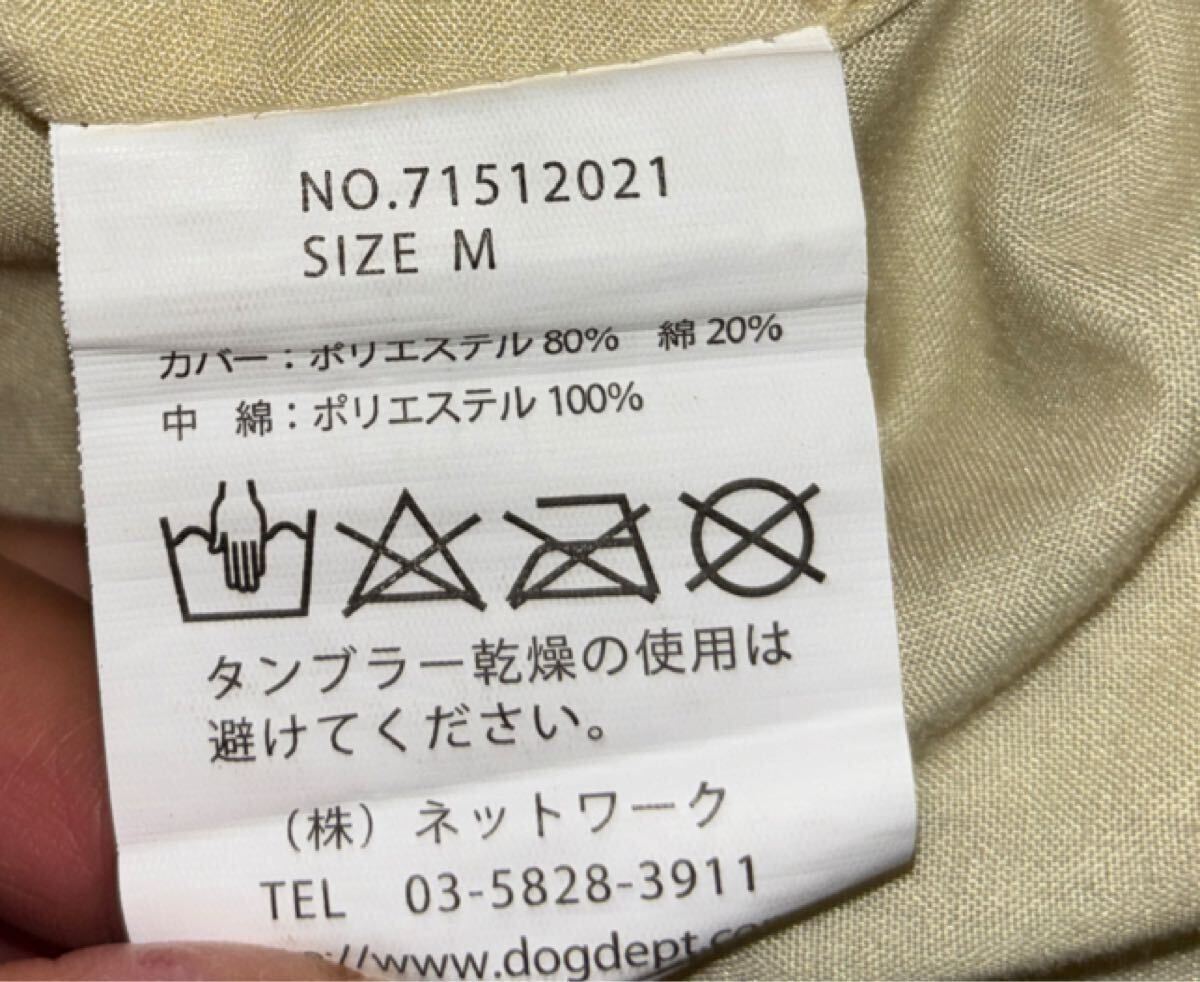 NO.71512021
SIZE M
カバー：ポリエステル 80%　綿 20%
中　綿：ポリエステル 100%
タンブラー乾燥の使用は
避けてください。
（株）ネットワーク
TEL　03-5828-3911
://www.dogdept.co